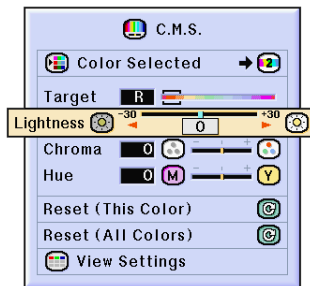 C.M.S.
Color Selected 2
Target R
Lightness -30 0 +30
Chroma 0 - +
Hue 0 M - + Y
Reset (This Color)
Reset (All Colors)
View Settings